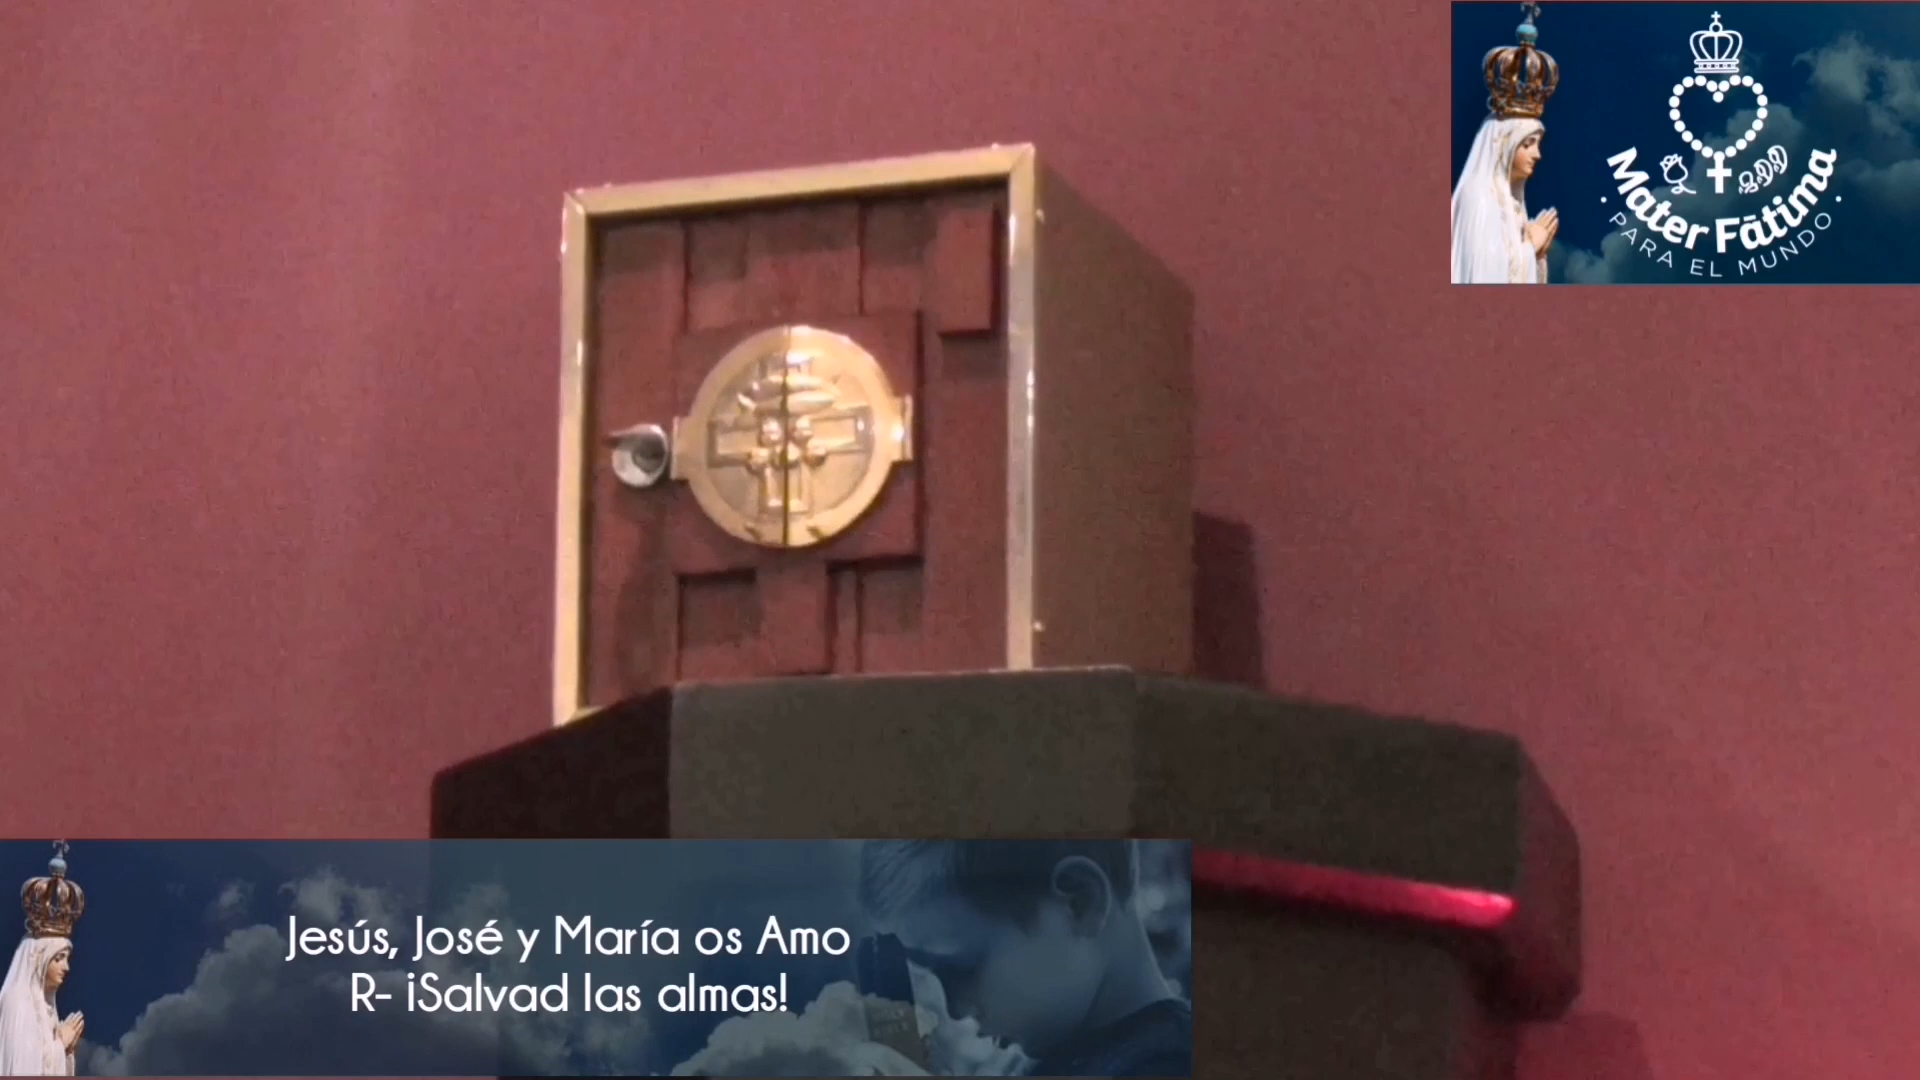 Mater Fátima
· PARA EL MUNDO ·
Jesús, José y María os Amo
R- ¡Salvad las almas!